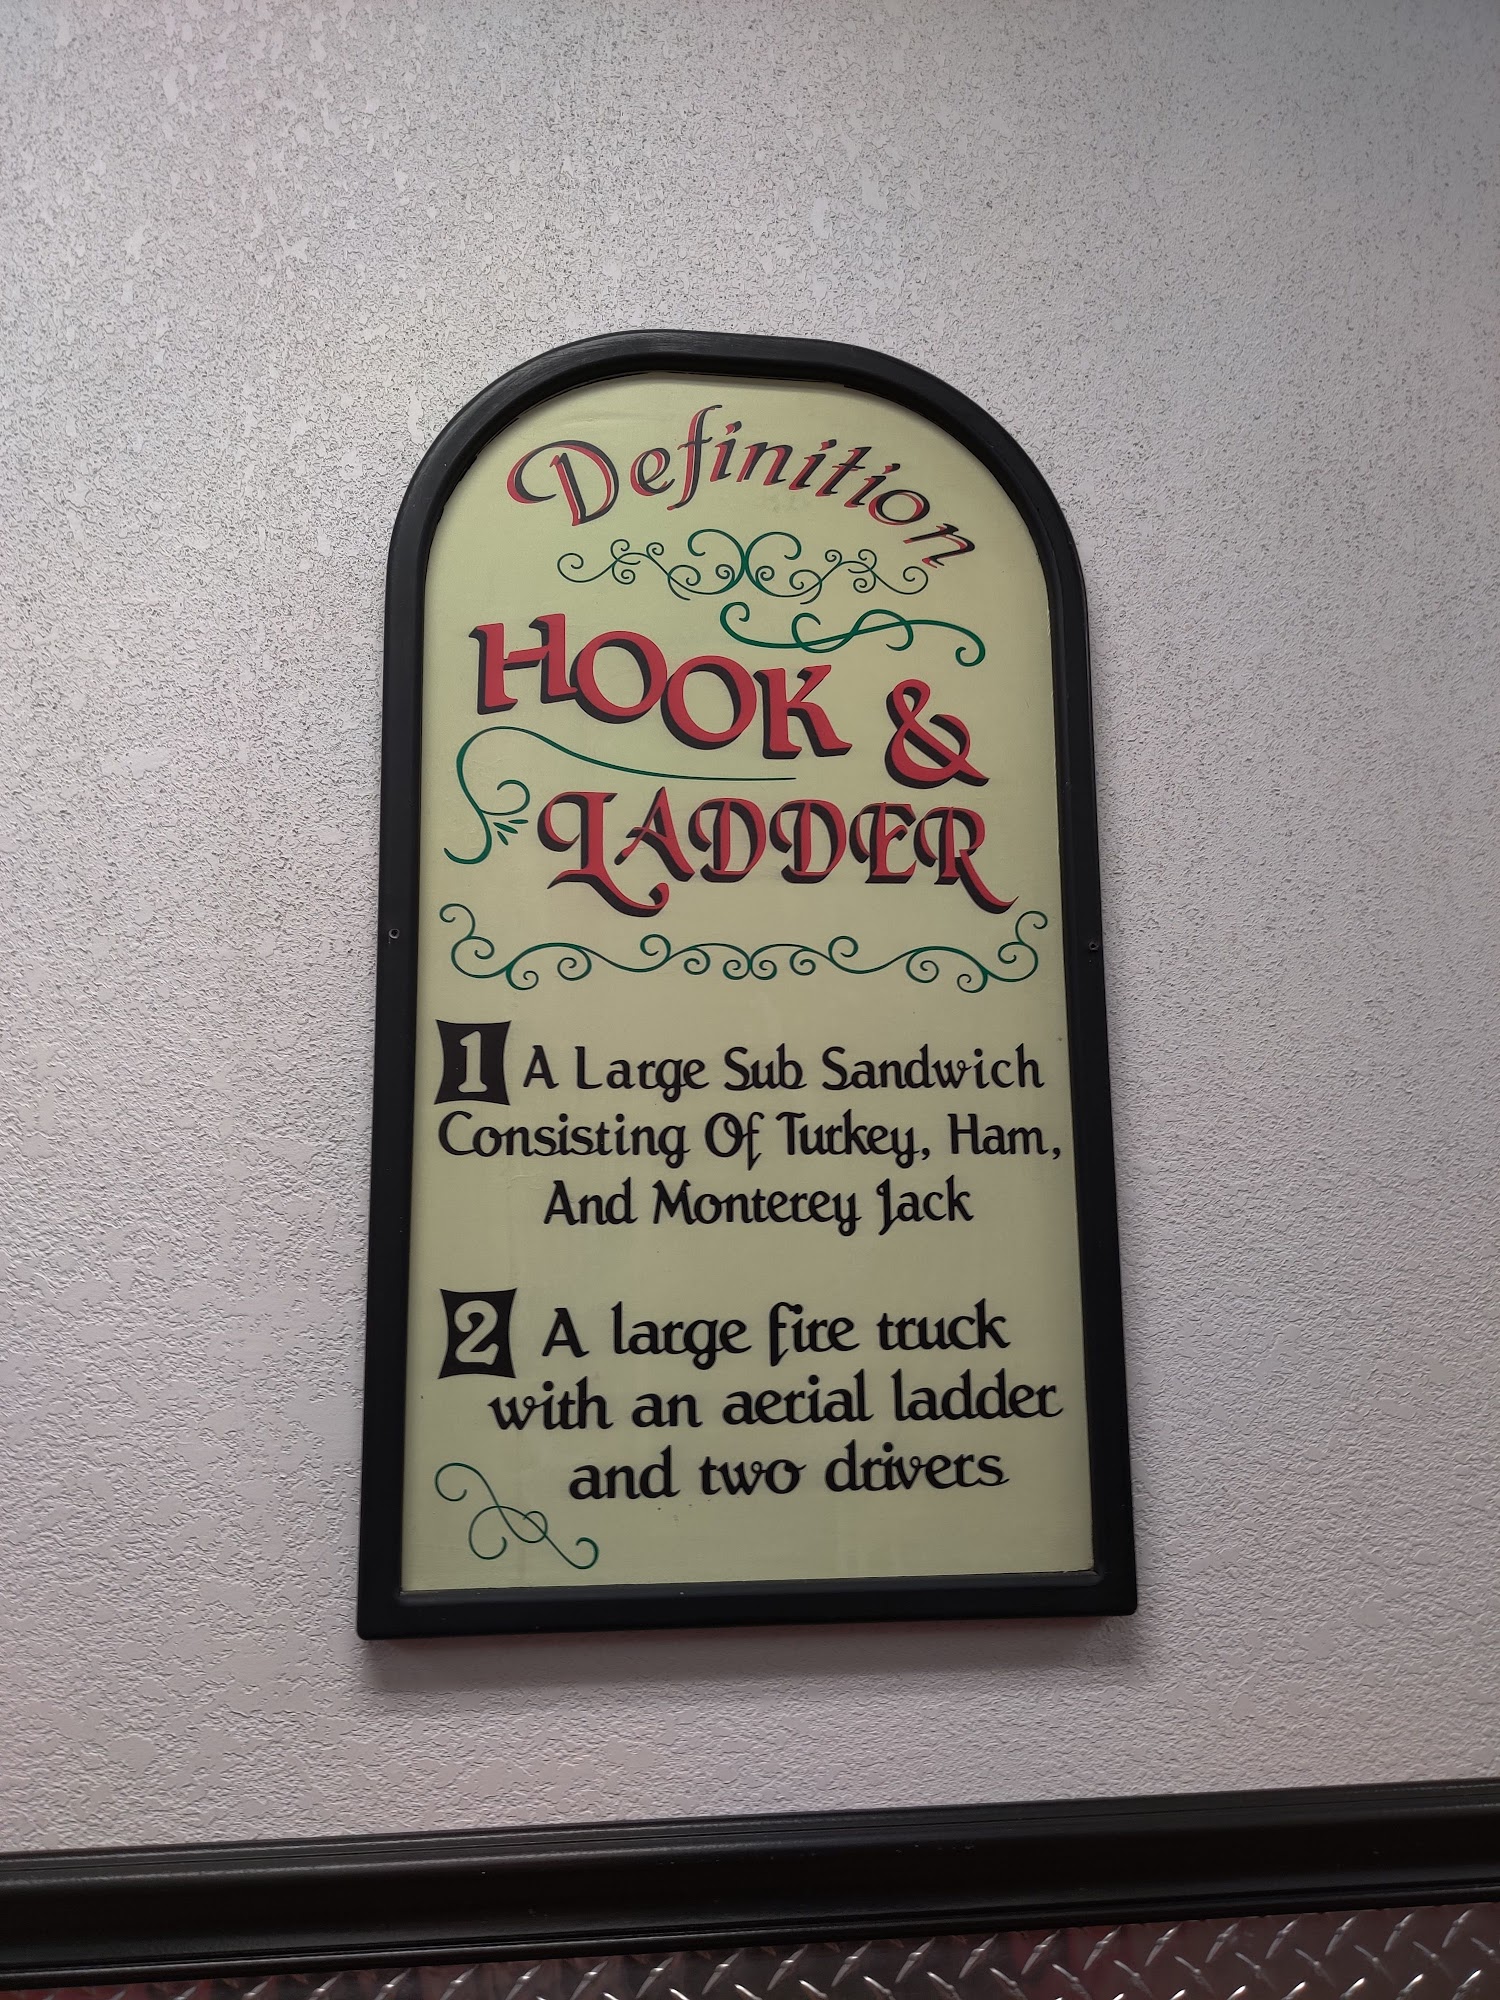 Definition
HOOK &
LADDER
1 A Large Sub Sandwich
Consisting Of Turkey, Ham,
And Monterey Jack
2 A large fire truck
with an aerial ladder
and two drivers